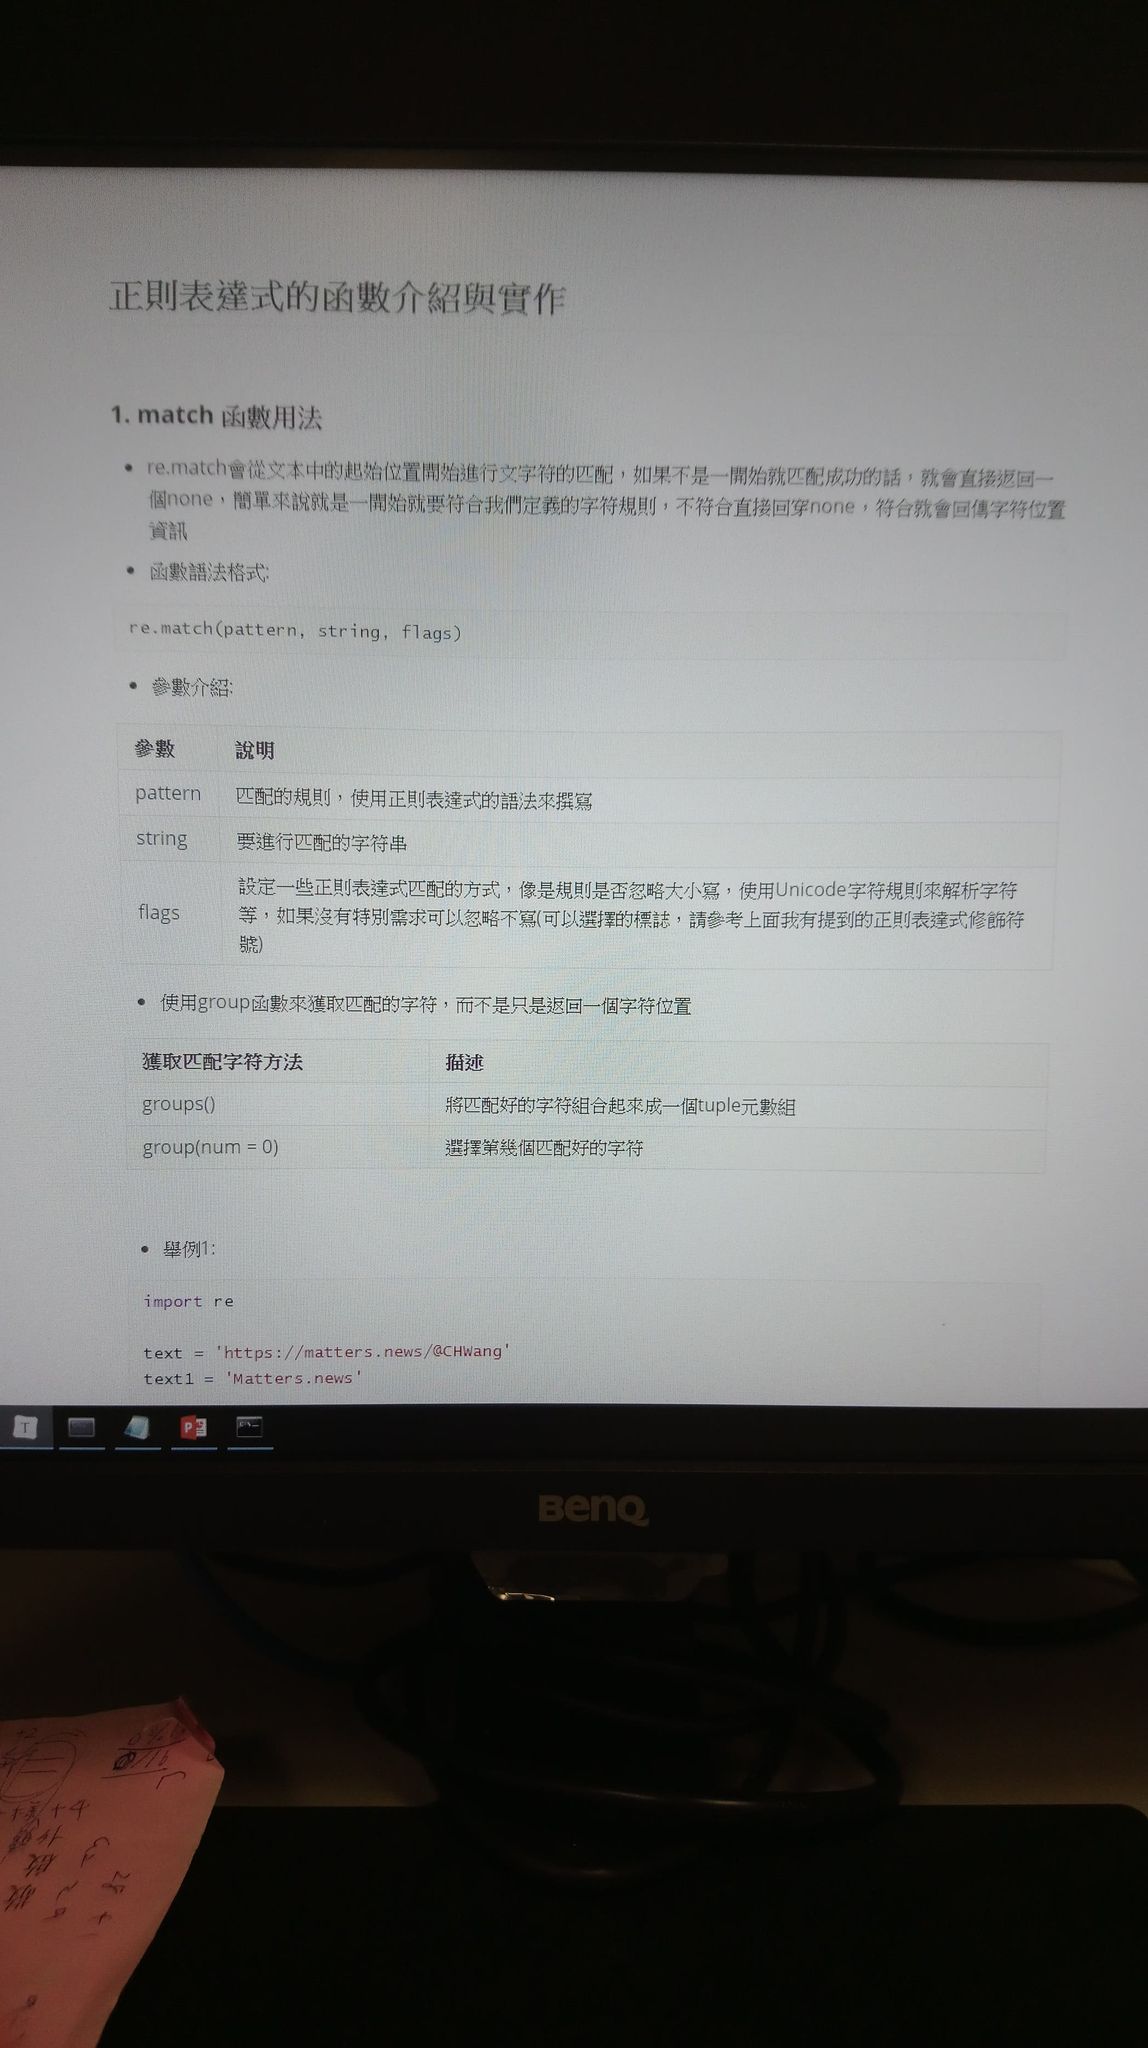 正則表達式的函數介紹與實作
1. match 函數用法
• re.match會從文本中的起始位置開始進行文字符的匹配，如果不是一開始就匹配成功的話，就會直接返回一
個none，簡單來說就是一開始就要符合我們定義的字符規則，不符合直接回穿none，符合就會回傳字符位置
資訊
• 函數語法格式:
re.match(pattern, string, flags)
• 參數介紹:
參數 說明
pattern 匹配的規則，使用正則表達式的語法來撰寫
string 要進行匹配的字符串
flags 設定一些正則表達式匹配的方式，像是規則是否忽略大小寫，使用Unicode字符規則來解析字符
等，如果沒有特別需求可以忽略不寫(可以選擇的標誌，請參考上面我有提到的正則表達式修飾符
號)
• 使用group函數來獲取匹配的字符，而不是只是返回一個字符位置
獲取匹配字符方法 描述
groups() 將匹配好的字符組合起來成一個tuple元數組
group(num = 0) 選擇第幾個匹配好的字符
• 舉例1:
import re
text = 'https://matters.news/@CHWang'
text1 = 'Matters.news'
BenQ